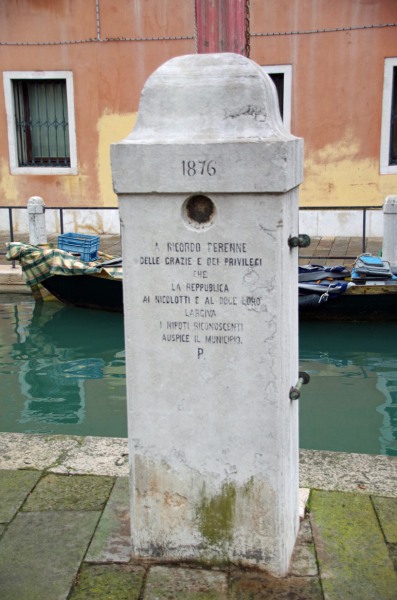 1876
A RICORDO PERENNE
DELLE GRAZIE E DEI PRIVILEGI
CHE
LA REPPUBLICA
AI NICOLOTTI E AL DOGE LORO
LARGIVA
I NIPOTI RICONOSCENTI
AUSPICE IL MUNICIPIO.
P.